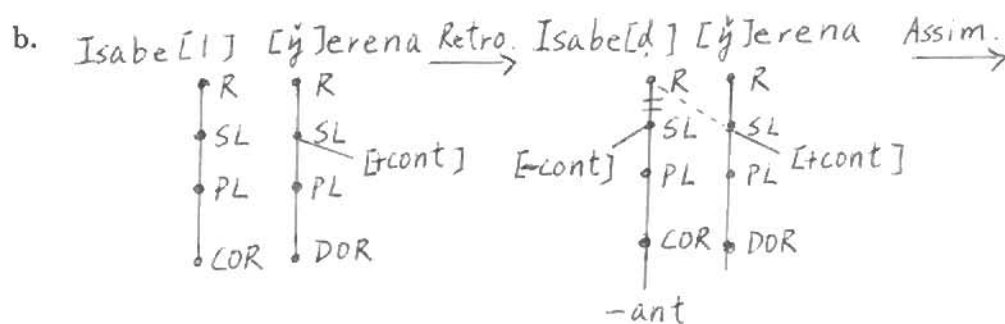 b. Isabe[l] [ÿ̌]erena Retro. Isabe[ḍ] [ÿ̌]erena Assim.
R R R R
SL SL [+cont] [-cont] SL SL [+cont]
PL PL PL PL
COR DOR COR DOR
-ant